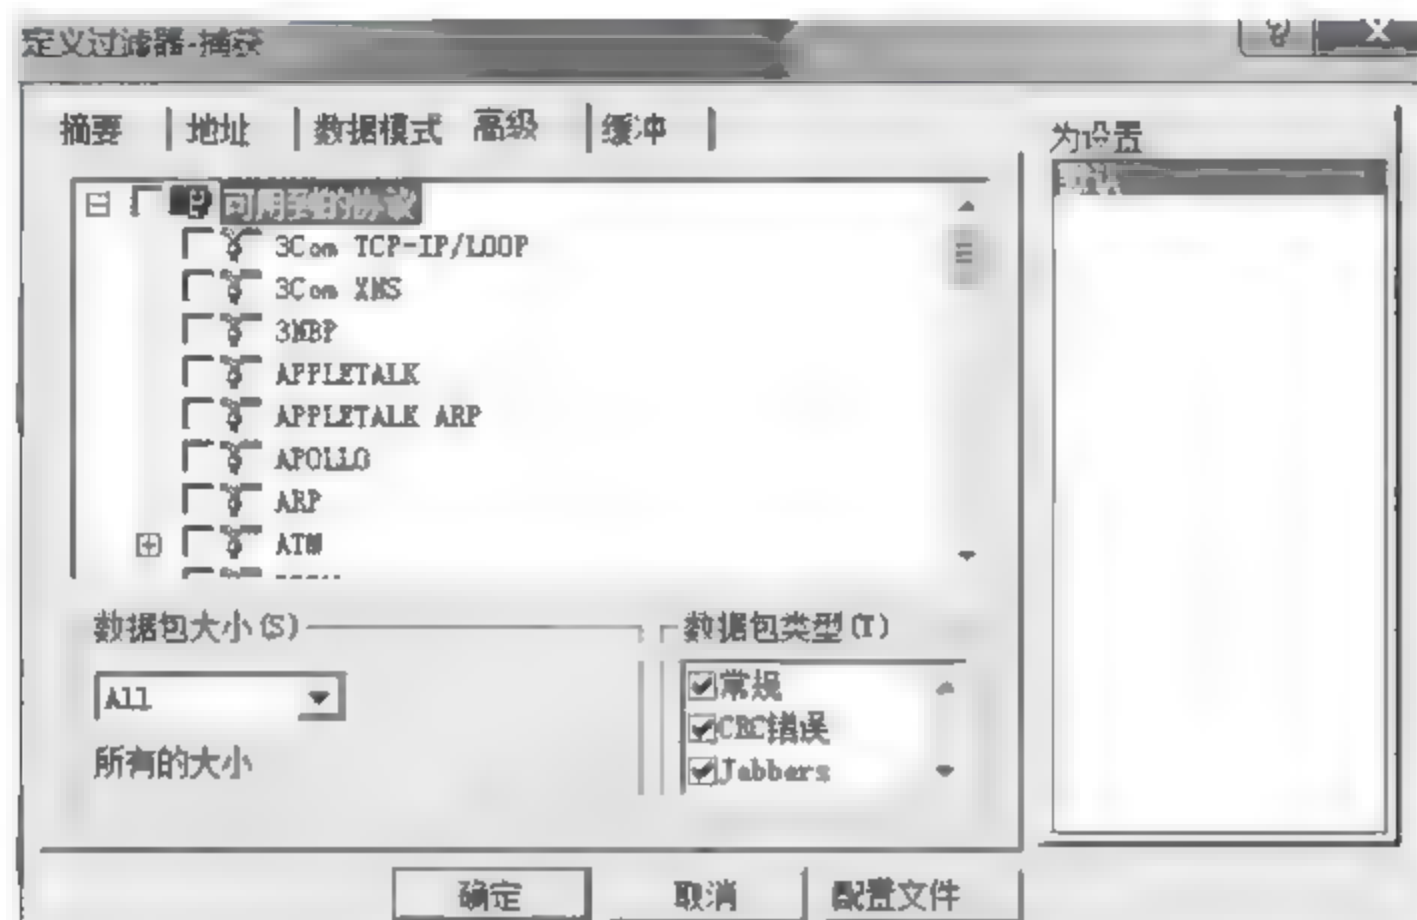 定义过滤器-捕获
摘要 地址 数据模式 高级 缓冲
为设置
可用到的协议
3Com TCP-IP/LOOP
3Com XNS
3NBP
APPLETALK
APPLETALK ARP
APOLLO
ARP
ATM
数据包大小(S)
All
所有的大小
数据包类型(T)
常规
CRC错误
Jabbers
确定 取消 配置文件